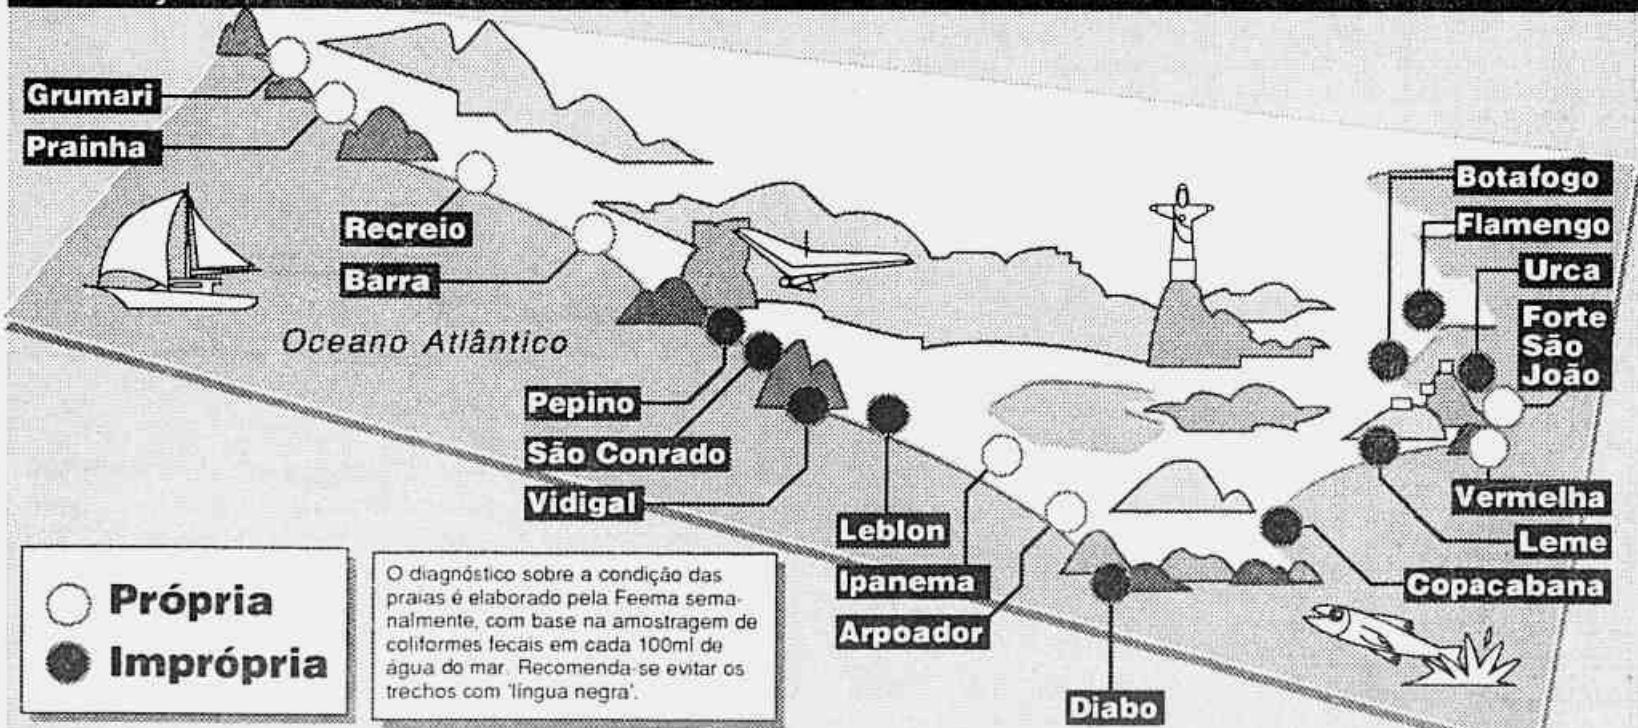 Grumari
Prainha
Recreio
Barra
Oceano Atlântico
Pepino
São Conrado
Vidigal
Leblon
Ipanema
Arpoador
Diabo
Botafogo
Flamengo
Urca
Forte
São
João
Vermelha
Leme
Copacabana
Própria
Imprópria
O diagnóstico sobre a condição das
praias é elaborado pela Feema sema-
nalmente, com base na amostragem de
coliformes fecais em cada 100ml de
água do mar. Recomenda-se evitar os
trechos com 'língua negra'.